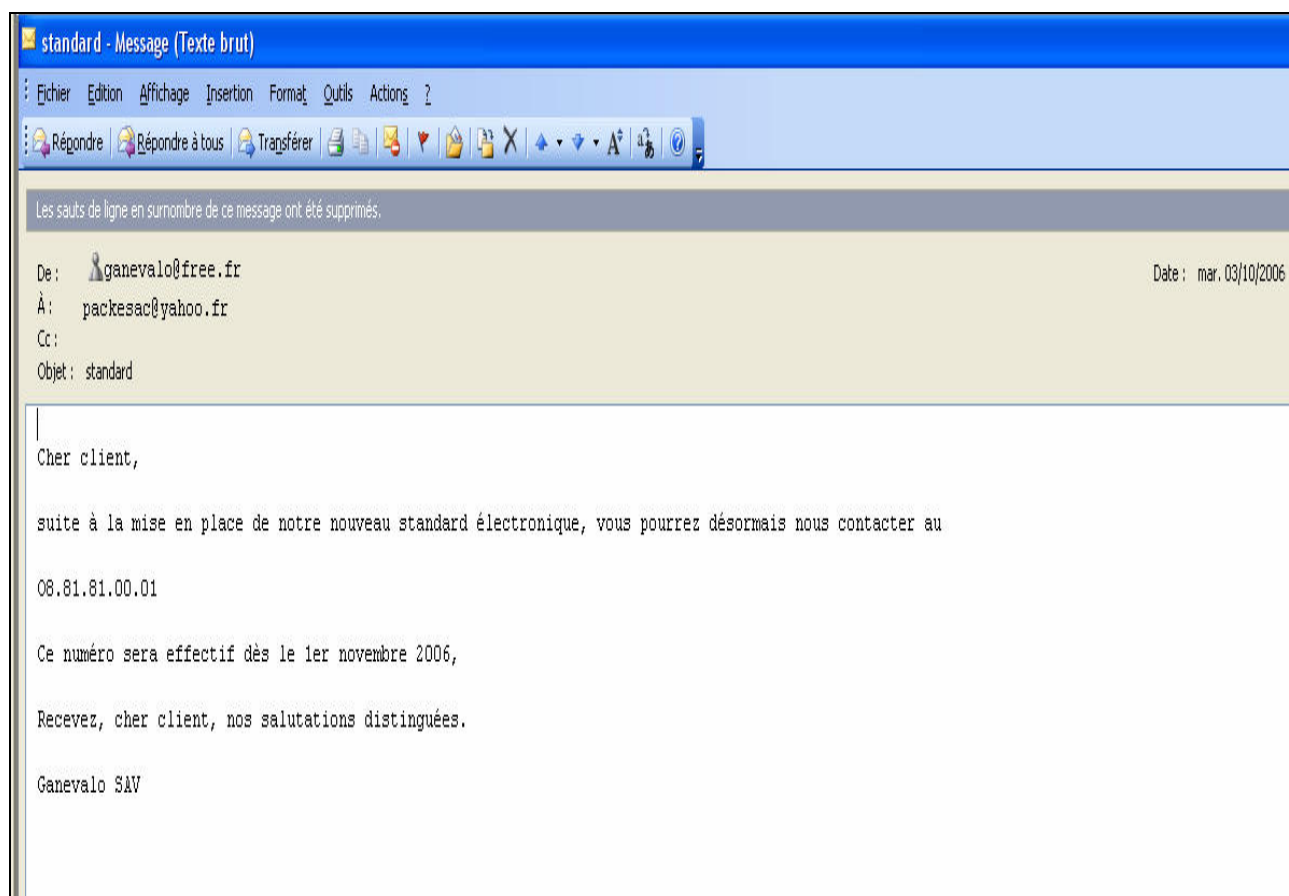 standard - Message (Texte brut)
Fichier Edition Affichage Insertion Format Outils Actions ?
Répondre Répondre à tous Transférer
Les sauts de ligne en surnombre de ce message ont été supprimés.
De : ganevalo@free.fr Date : mar. 03/10/2006
À : packesac@yahoo.fr
Cc :
Objet : standard
Cher client,
suite à la mise en place de notre nouveau standard électronique, vous pourrez désormais nous contacter au
08.81.81.00.01
Ce numéro sera effectif dès le 1er novembre 2006,
Recevez, cher client, nos salutations distinguées.
Ganevalo SAV